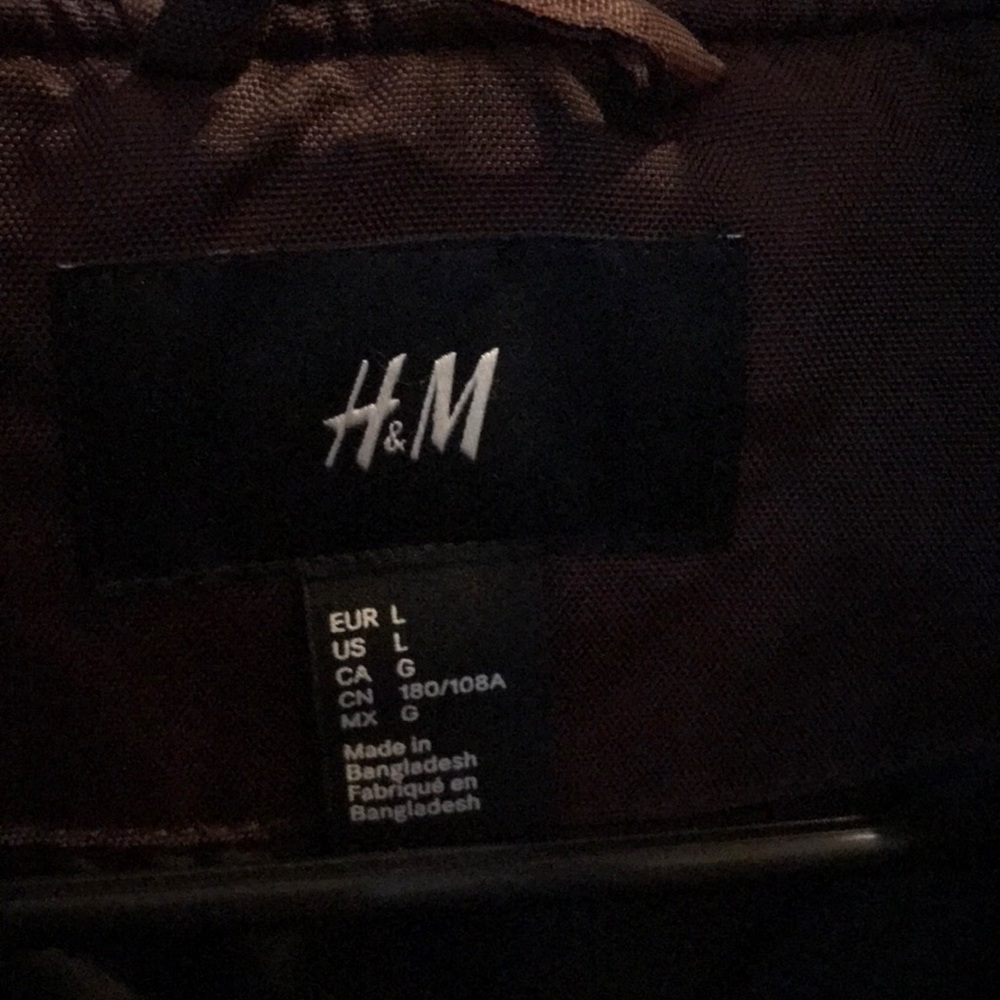 H&M
EUR L
US L
CA G
CN 180/108A
MX G
Made in
Bangladesh
Fabriqué en
Bangladesh